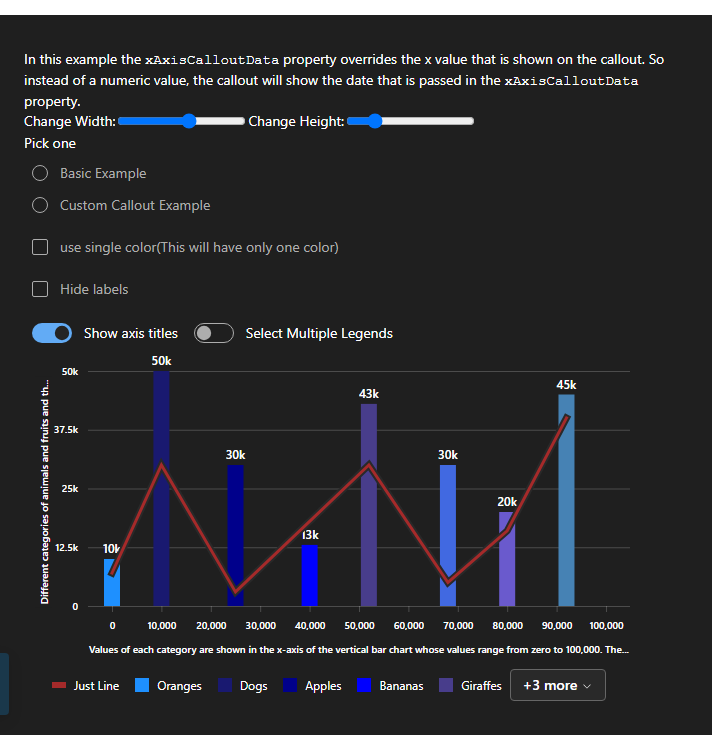 In this example the xAxisCalloutData property overrides the x value that is shown on the callout. So
instead of a numeric value, the callout will show the date that is passed in the xAxisCalloutData
property.
Change Width: Change Height:
Pick one
Basic Example
Custom Callout Example
use single color(This will have only one color)
Hide labels
Show axis titles Select Multiple Legends
Different categories of animals and fruits and th...
50k
37.5k
25k
12.5k
0
10k
50k
30k
13k
43k
30k
20k
45k
0 10,000 20,000 30,000 40,000 50,000 60,000 70,000 80,000 90,000 100,000
Values of each category are shown in the x-axis of the vertical bar chart whose values range from zero to 100,000. The...
Just Line Oranges Dogs Apples Bananas Giraffes +3 more